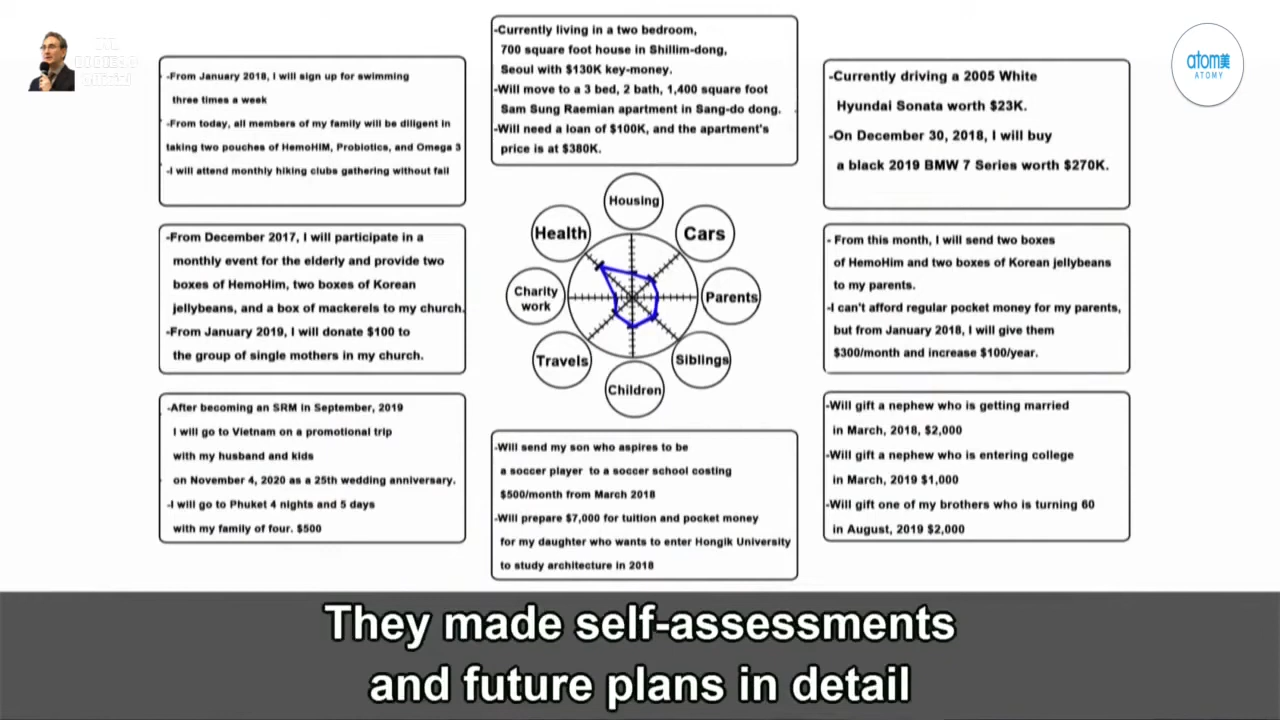 -Currently living in a two bedroom,
700 square foot house in Shillim-dong,
Seoul with $130K key-money.
-Will move to a 3 bed, 2 bath, 1,400 square foot
Sam Sung Raemian apartment in Sang-do dong.
-Will need a loan of $100K, and the apartment's
price is at $380K.
atom美
ATOMY
-From January 2018, I will sign up for swimming
three times a week
-From today, all members of my family will be diligent in
taking two pouches of HemoHIM, Probiotics, and Omega 3
-I will attend monthly hiking clubs gathering without fail
-Currently driving a 2005 White
Hyundai Sonata worth $23K.
-On December 30, 2018, I will buy
a black 2019 BMW 7 Series worth $270K.
Housing
Health
Cars
Charity
work
Parents
Travels
Siblings
Children
-From December 2017, I will participate in a
monthly event for the elderly and provide two
boxes of HemoHIM, two boxes of Korean
jellybeans, and a box of mackerels to my church.
-From January 2019, I will donate $100 to
the group of single mothers in my church.
- From this month, I will send two boxes
of HemoHim and two boxes of Korean jellybeans
to my parents.
-I can't afford regular pocket money for my parents,
but from January 2018, I will give them
$300/month and increase $100/year.
-After becoming an SRM in September, 2019
I will go to Vietnam on a promotional trip
with my husband and kids
on November 4, 2020 as a 25th wedding anniversary.
-I will go to Phuket 4 nights and 5 days
with my family of four. $500
-Will send my son who aspires to be
a soccer player to a soccer school costing
$500/month from March 2018
-Will prepare $7,000 for tuition and pocket money
for my daughter who wants to enter Hongik University
to study architecture in 2018
-Will gift a nephew who is getting married
in March, 2018, $2,000
-Will gift a nephew who is entering college
in March, 2019 $1,000
-Will gift one of my brothers who is turning 60
in August, 2019 $2,000
They made self-assessments
and future plans in detail